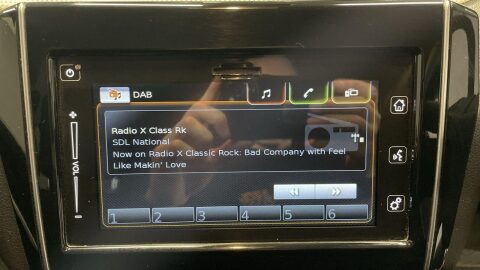 DAB
Radio X Class Rk
SDL National
Now on Radio X Classic Rock: Bad Company with Feel
Like Makin' Love
VOL
1 2 3 4 5 6